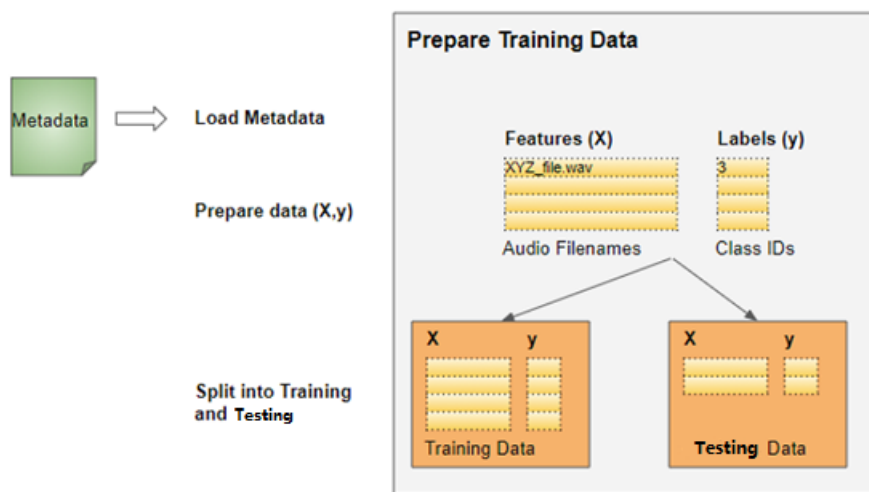 Prepare Training Data
Metadata
Load Metadata
Features (X)
Labels (y)
XYZ_file.wav
3
Prepare data (X,y)
Audio Filenames
Class IDs
X
y
X
y
Split into Training
and Testing
Training Data
Testing Data